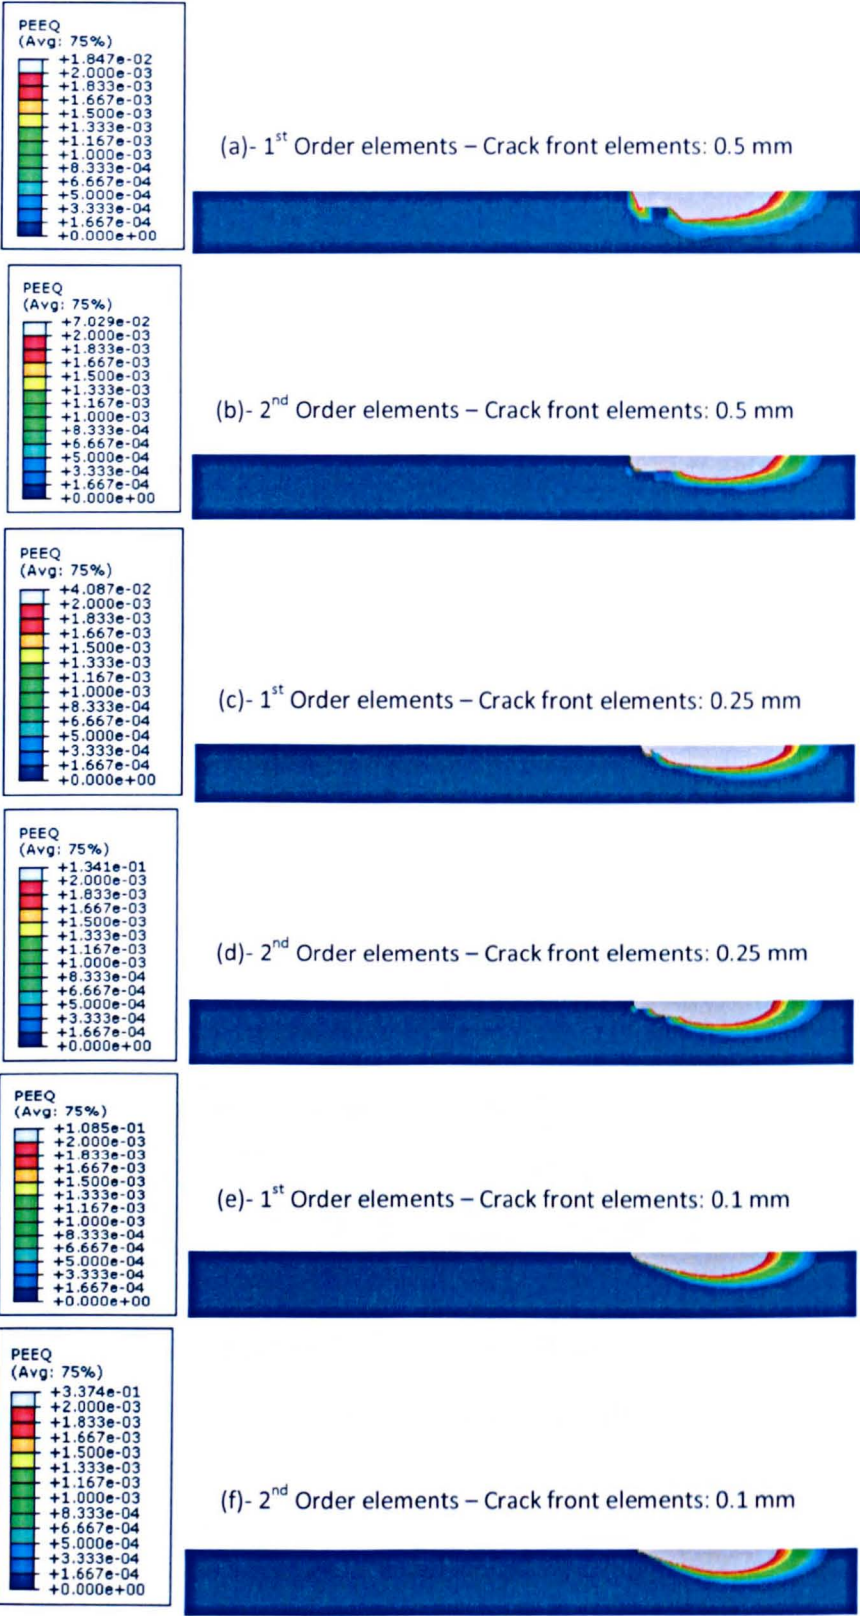 PEEQ
(Avg: 75%)
+1.847e-02
+2.000e-03
+1.833e-03
+1.667e-03
+1.500e-03
+1.333e-03
+1.167e-03
+1.000e-03
+8.333e-04
+6.667e-04
+5.000e-04
+3.333e-04
+1.667e-04
+0.000e+00
(a)- 1st Order elements – Crack front elements: 0.5 mm
PEEQ
(Avg: 75%)
+7.029e-02
+2.000e-03
+1.833e-03
+1.667e-03
+1.500e-03
+1.333e-03
+1.167e-03
+1.000e-03
+8.333e-04
+6.667e-04
+5.000e-04
+3.333e-04
+1.667e-04
+0.000e+00
(b)- 2nd Order elements – Crack front elements: 0.5 mm
PEEQ
(Avg: 75%)
+4.087e-02
+2.000e-03
+1.833e-03
+1.667e-03
+1.500e-03
+1.333e-03
+1.167e-03
+1.000e-03
+8.333e-04
+6.667e-04
+5.000e-04
+3.333e-04
+1.667e-04
+0.000e+00
(c)- 1st Order elements – Crack front elements: 0.25 mm
PEEQ
(Avg: 75%)
+1.341e-01
+2.000e-03
+1.833e-03
+1.667e-03
+1.500e-03
+1.333e-03
+1.167e-03
+1.000e-03
+8.333e-04
+6.667e-04
+5.000e-04
+3.333e-04
+1.667e-04
+0.000e+00
(d)- 2nd Order elements – Crack front elements: 0.25 mm
PEEQ
(Avg: 75%)
+1.085e-01
+2.000e-03
+1.833e-03
+1.667e-03
+1.500e-03
+1.333e-03
+1.167e-03
+1.000e-03
+8.333e-04
+6.667e-04
+5.000e-04
+3.333e-04
+1.667e-04
+0.000e+00
(e)- 1st Order elements – Crack front elements: 0.1 mm
PEEQ
(Avg: 75%)
+3.374e-01
+2.000e-03
+1.833e-03
+1.667e-03
+1.500e-03
+1.333e-03
+1.167e-03
+1.000e-03
+8.333e-04
+6.667e-04
+5.000e-04
+3.333e-04
+1.667e-04
+0.000e+00
(f)- 2nd Order elements – Crack front elements: 0.1 mm